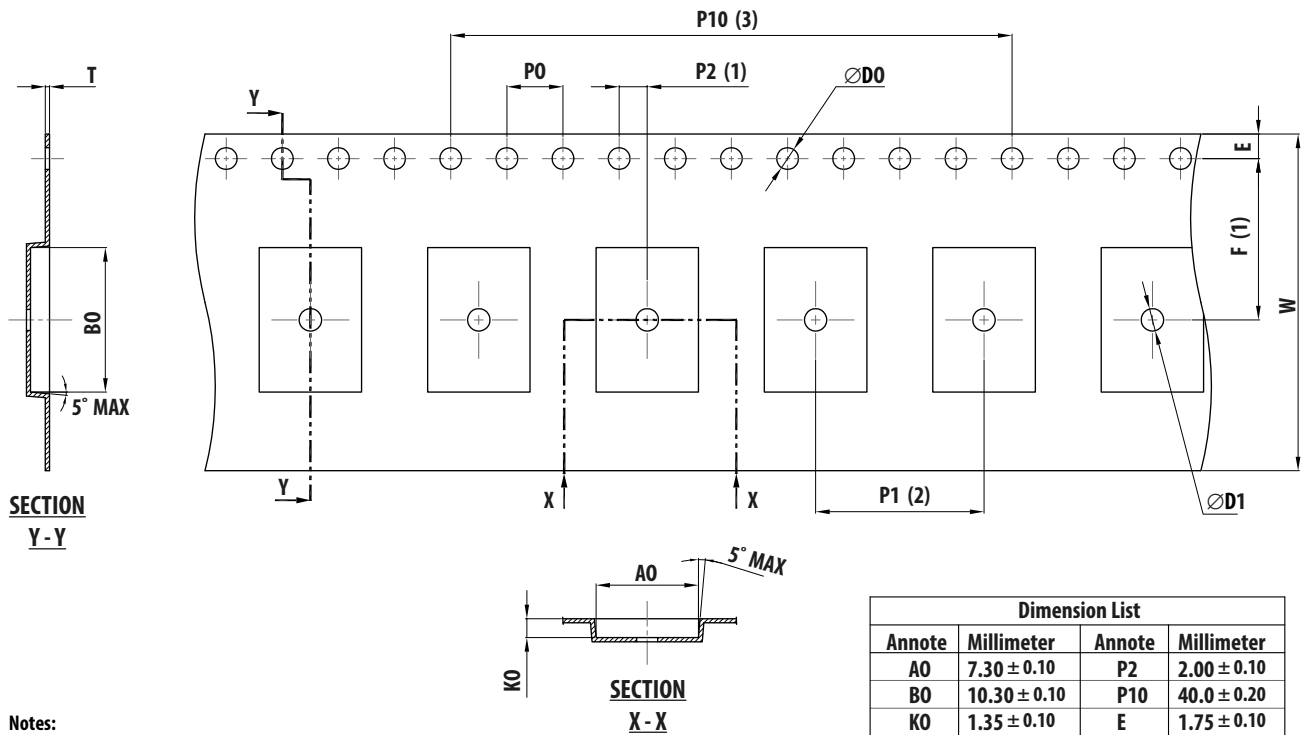 P10 (3)
T
P0
P2 (1)
∅D0
Y
E
F (1)
W
B0
5° MAX
Y
X
X
P1 (2)
∅D1
SECTION
Y - Y
5° MAX
A0
K0
SECTION
X - X
Dimension List
Annote Millimeter Annote Millimeter
A0 7.30 ± 0.10 P2 2.00 ± 0.10
B0 10.30 ± 0.10 P10 40.0 ± 0.20
K0 1.35 ± 0.10 E 1.75 ± 0.10
Notes: